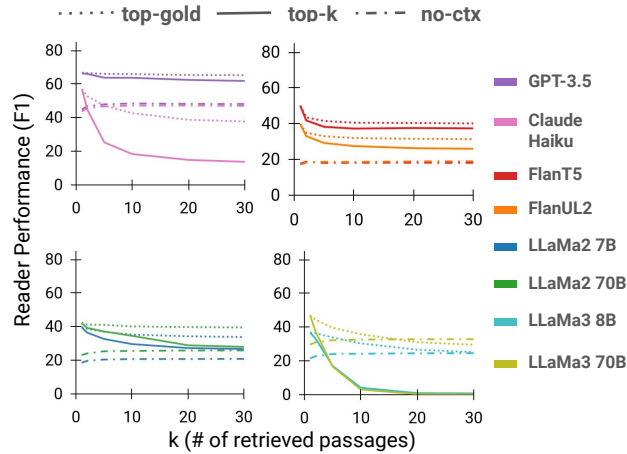 top-gold top-k no-ctx
Reader Performance (F1)
80
60
40
20
0
0 10 20 30
80
60
40
20
0
0 10 20 30
80
60
40
20
0
0 10 20 30
80
60
40
20
0
0 10 20 30
k (# of retrieved passages)
GPT-3.5
Claude
Haiku
FlanT5
FlanUL2
LLaMa2 7B
LLaMa2 70B
LLaMa3 8B
LLaMa3 70B